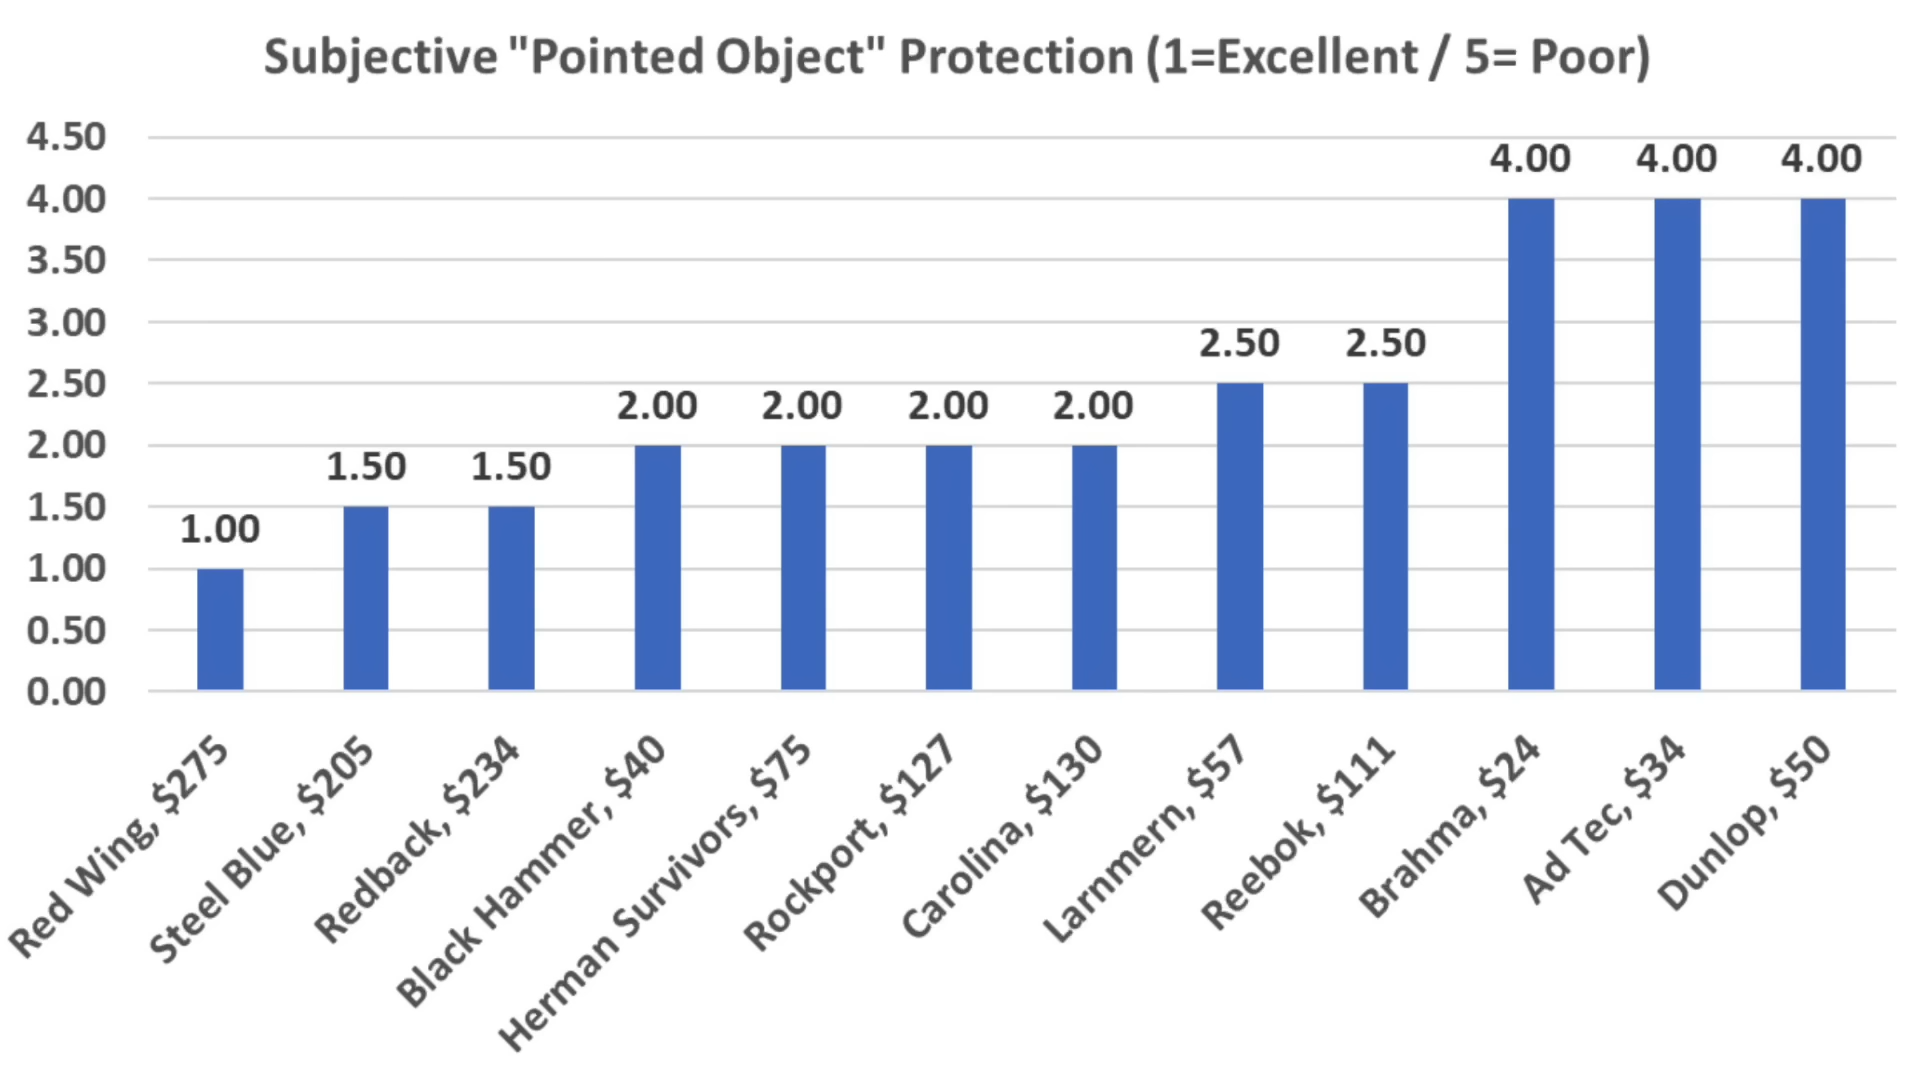 Subjective "Pointed Object" Protection (1=Excellent / 5= Poor)
4.50
4.00
3.50
3.00
2.50
2.00
1.50
1.00
0.50
0.00
1.00
1.50
1.50
2.00
2.00
2.00
2.00
2.50
2.50
4.00
4.00
4.00
Red Wing, $275
Steel Blue, $205
Redback, $234
Black Hammer, $40
Herman Survivors, $75
Rockport, $127
Carolina, $130
Larnmern, $57
Reebok, $111
Brahma, $24
Ad Tec, $34
Dunlop, $50